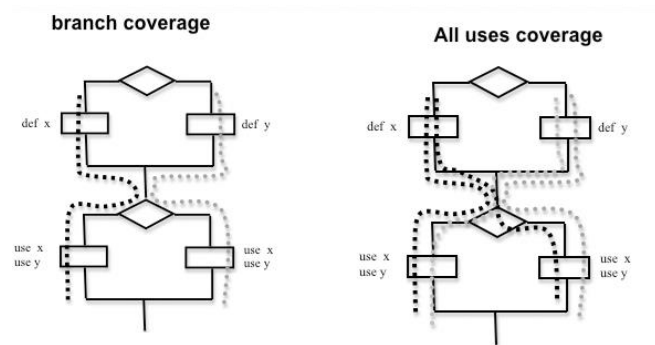 branch coverage
def x
def y
use x
use y
use x
use y
All uses coverage
def x
def y
use x
use y
use x
use y